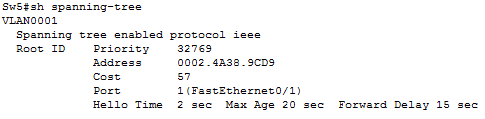 Sw5#sh spanning-tree
VLAN0001
  Spanning tree enabled protocol ieee
  Root ID    Priority    32769
             Address     0002.4A38.9CD9
             Cost        57
             Port        1(FastEthernet0/1)
             Hello Time  2 sec  Max Age 20 sec  Forward Delay 15 sec